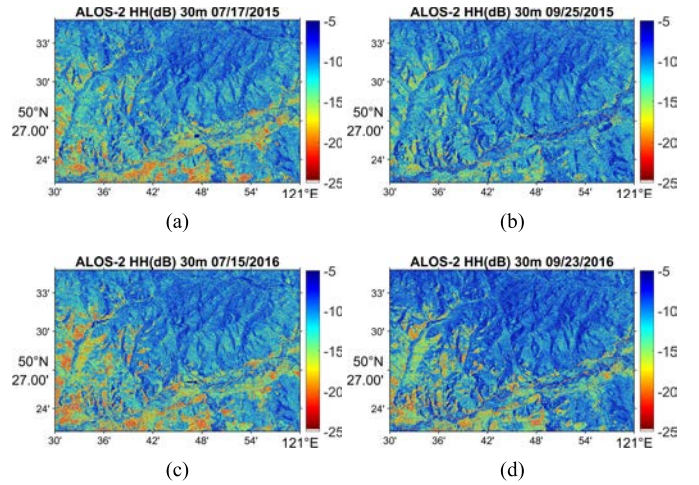 ALOS-2 HH(dB) 30m 07/17/2015
33'
30'
50°N
27.00'
24'
30' 36' 42' 48' 54' 121°E
-5
-10
-15
-20
-25
(a)
ALOS-2 HH(dB) 30m 09/25/2015
33'
30'
50°N
27.00'
24'
30' 36' 42' 48' 54' 121°E
-5
-10
-15
-20
-25
(b)
ALOS-2 HH(dB) 30m 07/15/2016
33'
30'
50°N
27.00'
24'
30' 36' 42' 48' 54' 121°E
-5
-10
-15
-20
-25
(c)
ALOS-2 HH(dB) 30m 09/23/2016
33'
30'
50°N
27.00'
24'
30' 36' 42' 48' 54' 121°E
-5
-10
-15
-20
-25
(d)